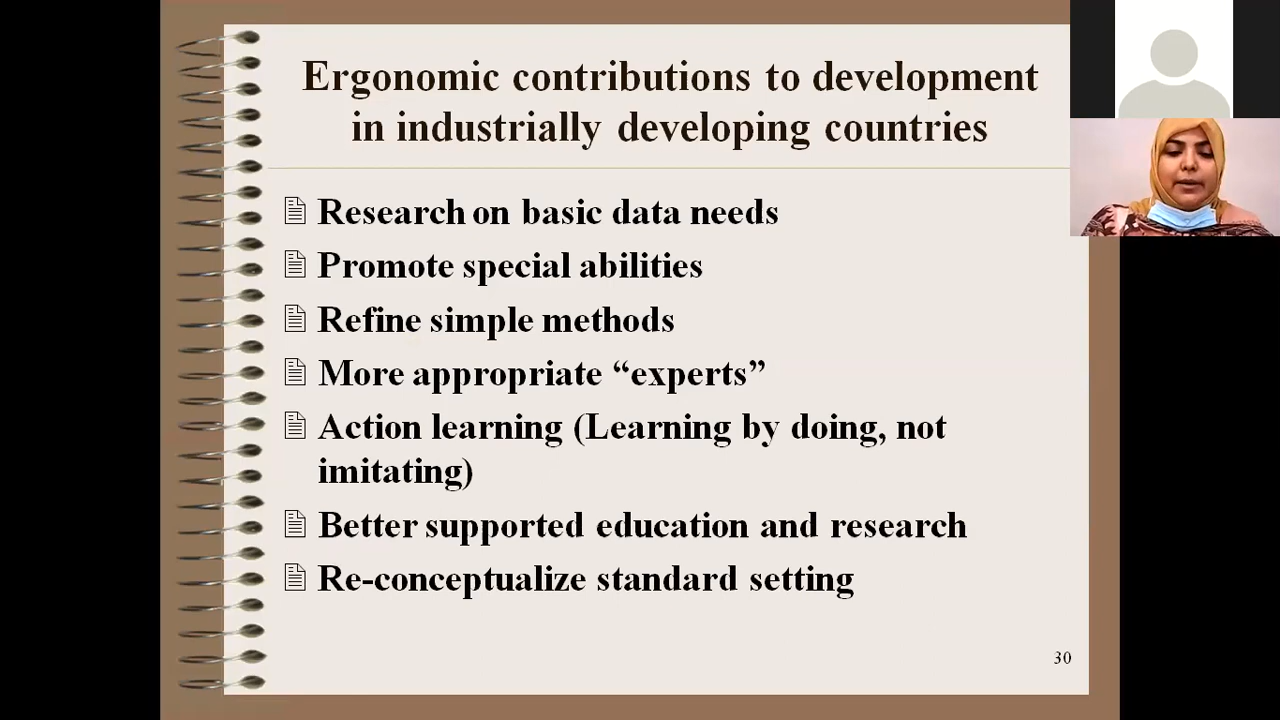 Ergonomic contributions to development
in industrially developing countries
Research on basic data needs
Promote special abilities
Refine simple methods
More appropriate “experts”
Action learning (Learning by doing, not
imitating)
Better supported education and research
Re-conceptualize standard setting
30